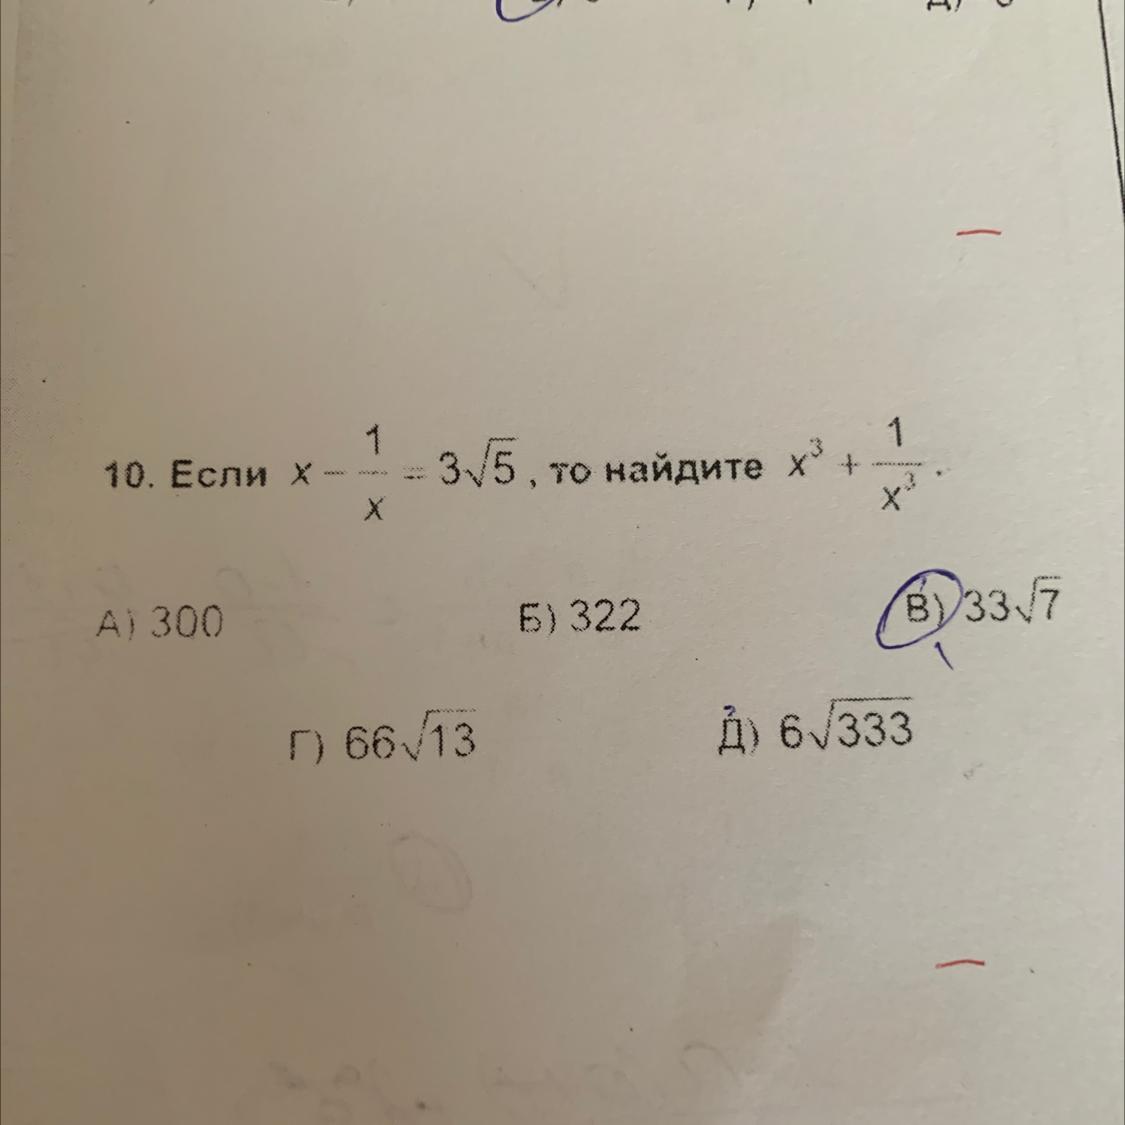 10. Если x − 1/x = 3√5, то найдите x³ + 1/x³.
А) 300 Б) 322 В) 33√7
Г) 66√13 Д) 6√333